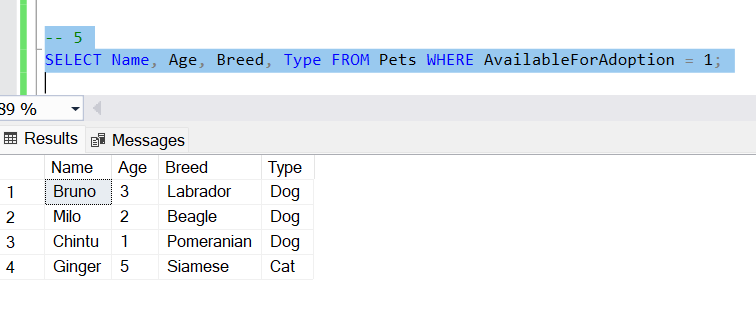 -- 5
SELECT Name, Age, Breed, Type FROM Pets WHERE AvailableForAdoption = 1;
89 %
Results Messages
Name Age Breed Type
1 Bruno 3 Labrador Dog
2 Milo 2 Beagle Dog
3 Chintu 1 Pomeranian Dog
4 Ginger 5 Siamese Cat